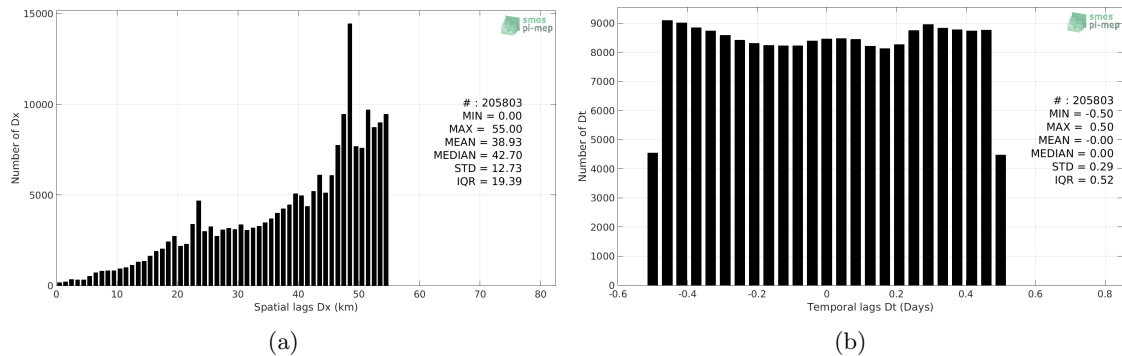 15000
10000
5000
0
0 10 20 30 40 50 60 70 80
Number of Dx
Spatial lags Dx (km)
smos
pi-mep
# : 205803
MIN = 0.00
MAX = 55.00
MEAN = 38.93
MEDIAN = 42.70
STD = 12.73
IQR = 19.39
(a)
9000
8000
7000
6000
5000
4000
3000
2000
1000
0
-0.6 -0.4 -0.2 0 0.2 0.4 0.6 0.8
Number of Dt
Temporal lags Dt (Days)
smos
pi-mep
# : 205803
MIN = -0.50
MAX = 0.50
MEAN = -0.00
MEDIAN = 0.00
STD = 0.29
IQR = 0.52
(b)